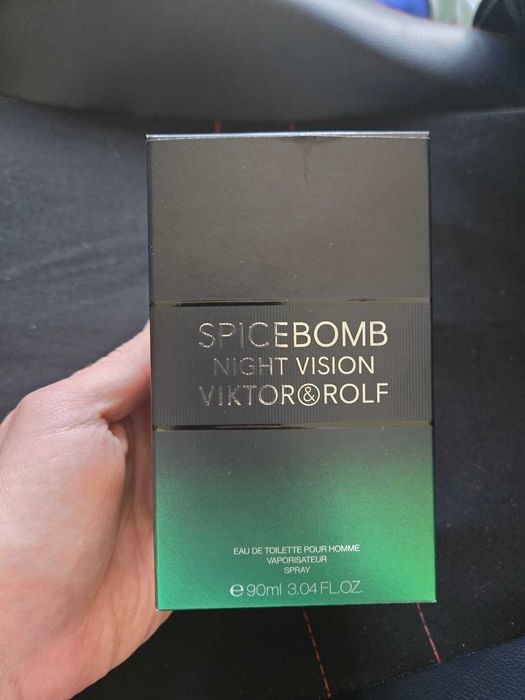 SPICEBOMB
NIGHT VISION
VIKTOR&ROLF
EAU DE TOILETTE POUR HOMME
VAPORISATEUR
SPRAY
℮90ml 3.04 FL.OZ.